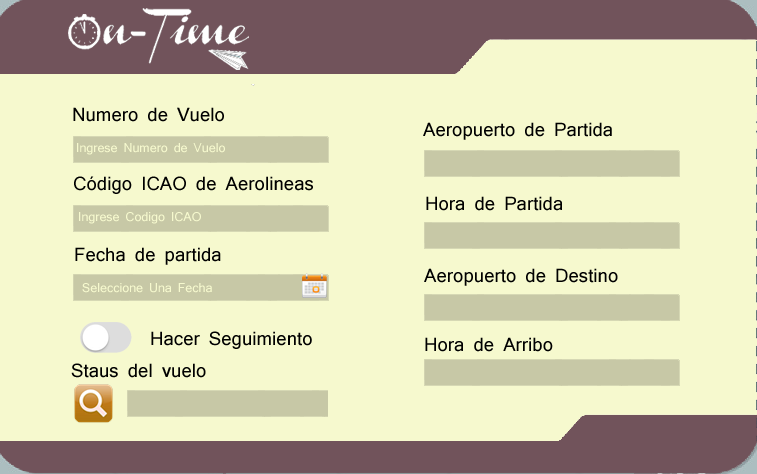 On-Time
Numero de Vuelo
Ingrese Numero de Vuelo
Código ICAO de Aerolineas
Ingrese Codigo ICAO
Fecha de partida
Seleccione Una Fecha
Hacer Seguimiento
Staus del vuelo
Aeropuerto de Partida
Hora de Partida
Aeropuerto de Destino
Hora de Arribo